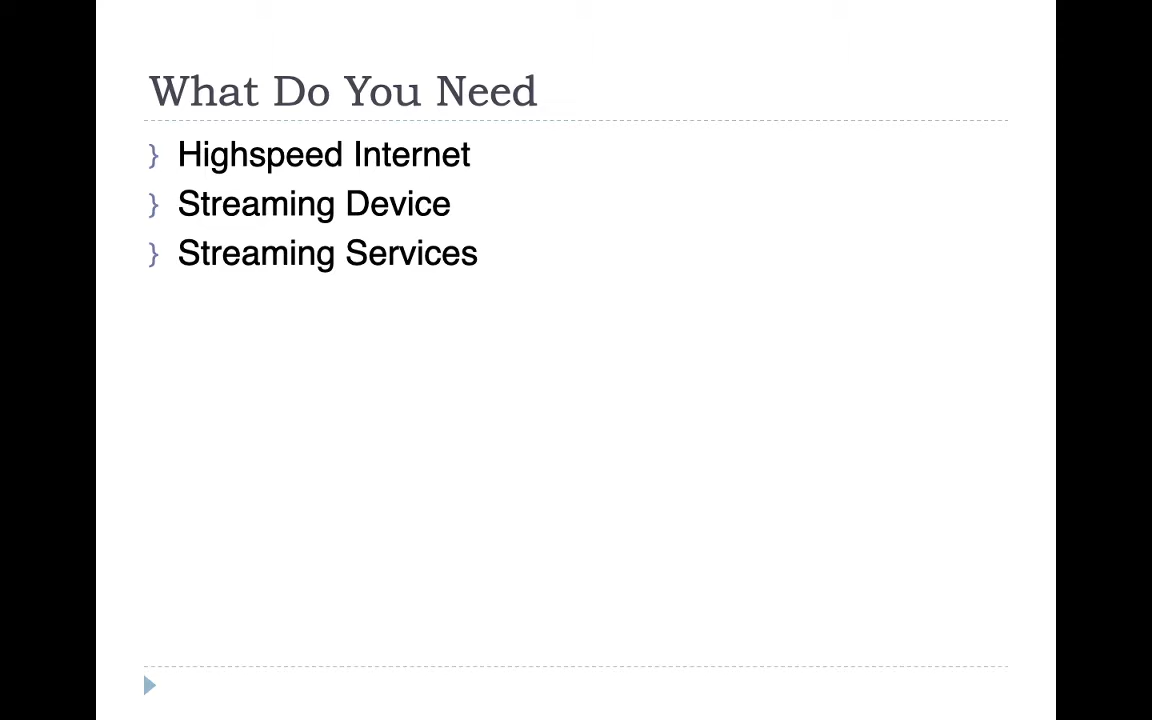 What Do You Need
} Highspeed Internet
} Streaming Device
} Streaming Services